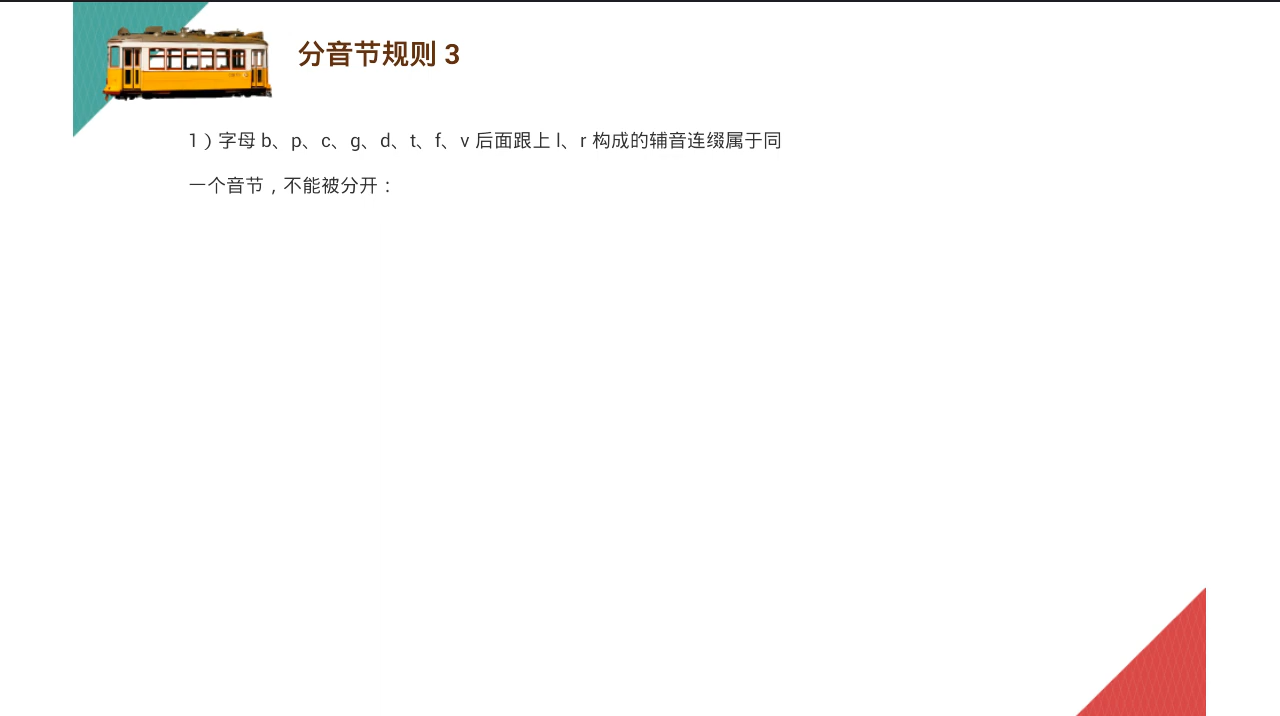 分音节规则 3
1）字母 b、p、c、g、d、t、f、v 后面跟上 l、r 构成的辅音连缀属于同
一个音节，不能被分开：